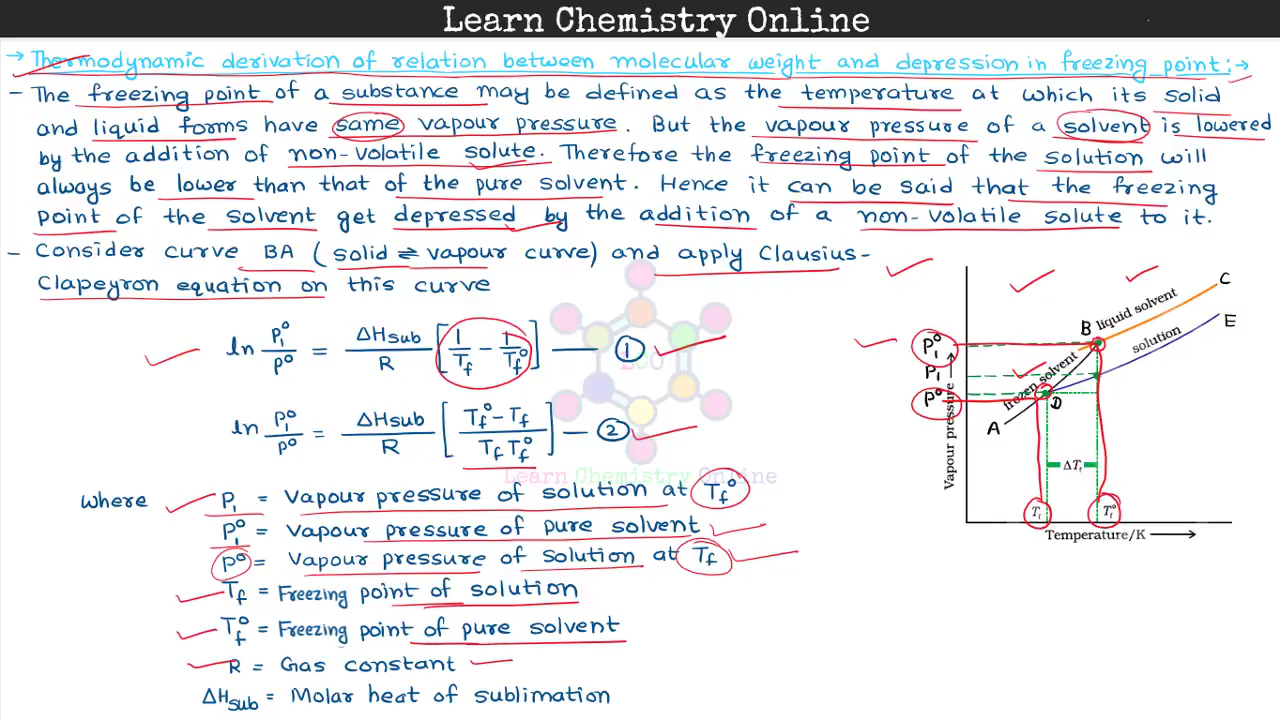 Learn Chemistry Online
→ Thermodynamic derivation of relation between molecular weight and depression in freezing point :→
- The freezing point of a substance may be defined as the temperature at which its solid
and liquid forms have same vapour pressure. But the vapour pressure of a solvent is lowered
by the addition of non-volatile solute. Therefore the freezing point of the solution will
always be lower than that of the pure solvent. Hence it can be said that the freezing
point of the solvent get depressed by the addition of a non-volatile solute to it.
- Consider curve BA ( solid ⇌ vapour curve) and apply Clausius-
Clapeyron equation on this curve
ln P₁°/P° = ΔHsub/R [1/Tf - 1/Tf°] —— ①
ln P₁°/P° = ΔHsub/R [Tf°-Tf / Tf Tf°] — ②
Learn Chemistry Online
LCO
where P₁ = Vapour pressure of solution at Tf°
P₁° = Vapour pressure of pure solvent
P° = Vapour pressure of solution at Tf
Tf = Freezing point of solution
Tf° = Freezing point of pure solvent
R = Gas constant
ΔHsub = Molar heat of sublimation
C
B liquid solvent
E
solution
P₁°
P₁
P°
frozen solvent
D
A
Vapour pressure
ΔTf
Tf Tf°
Temperature/K